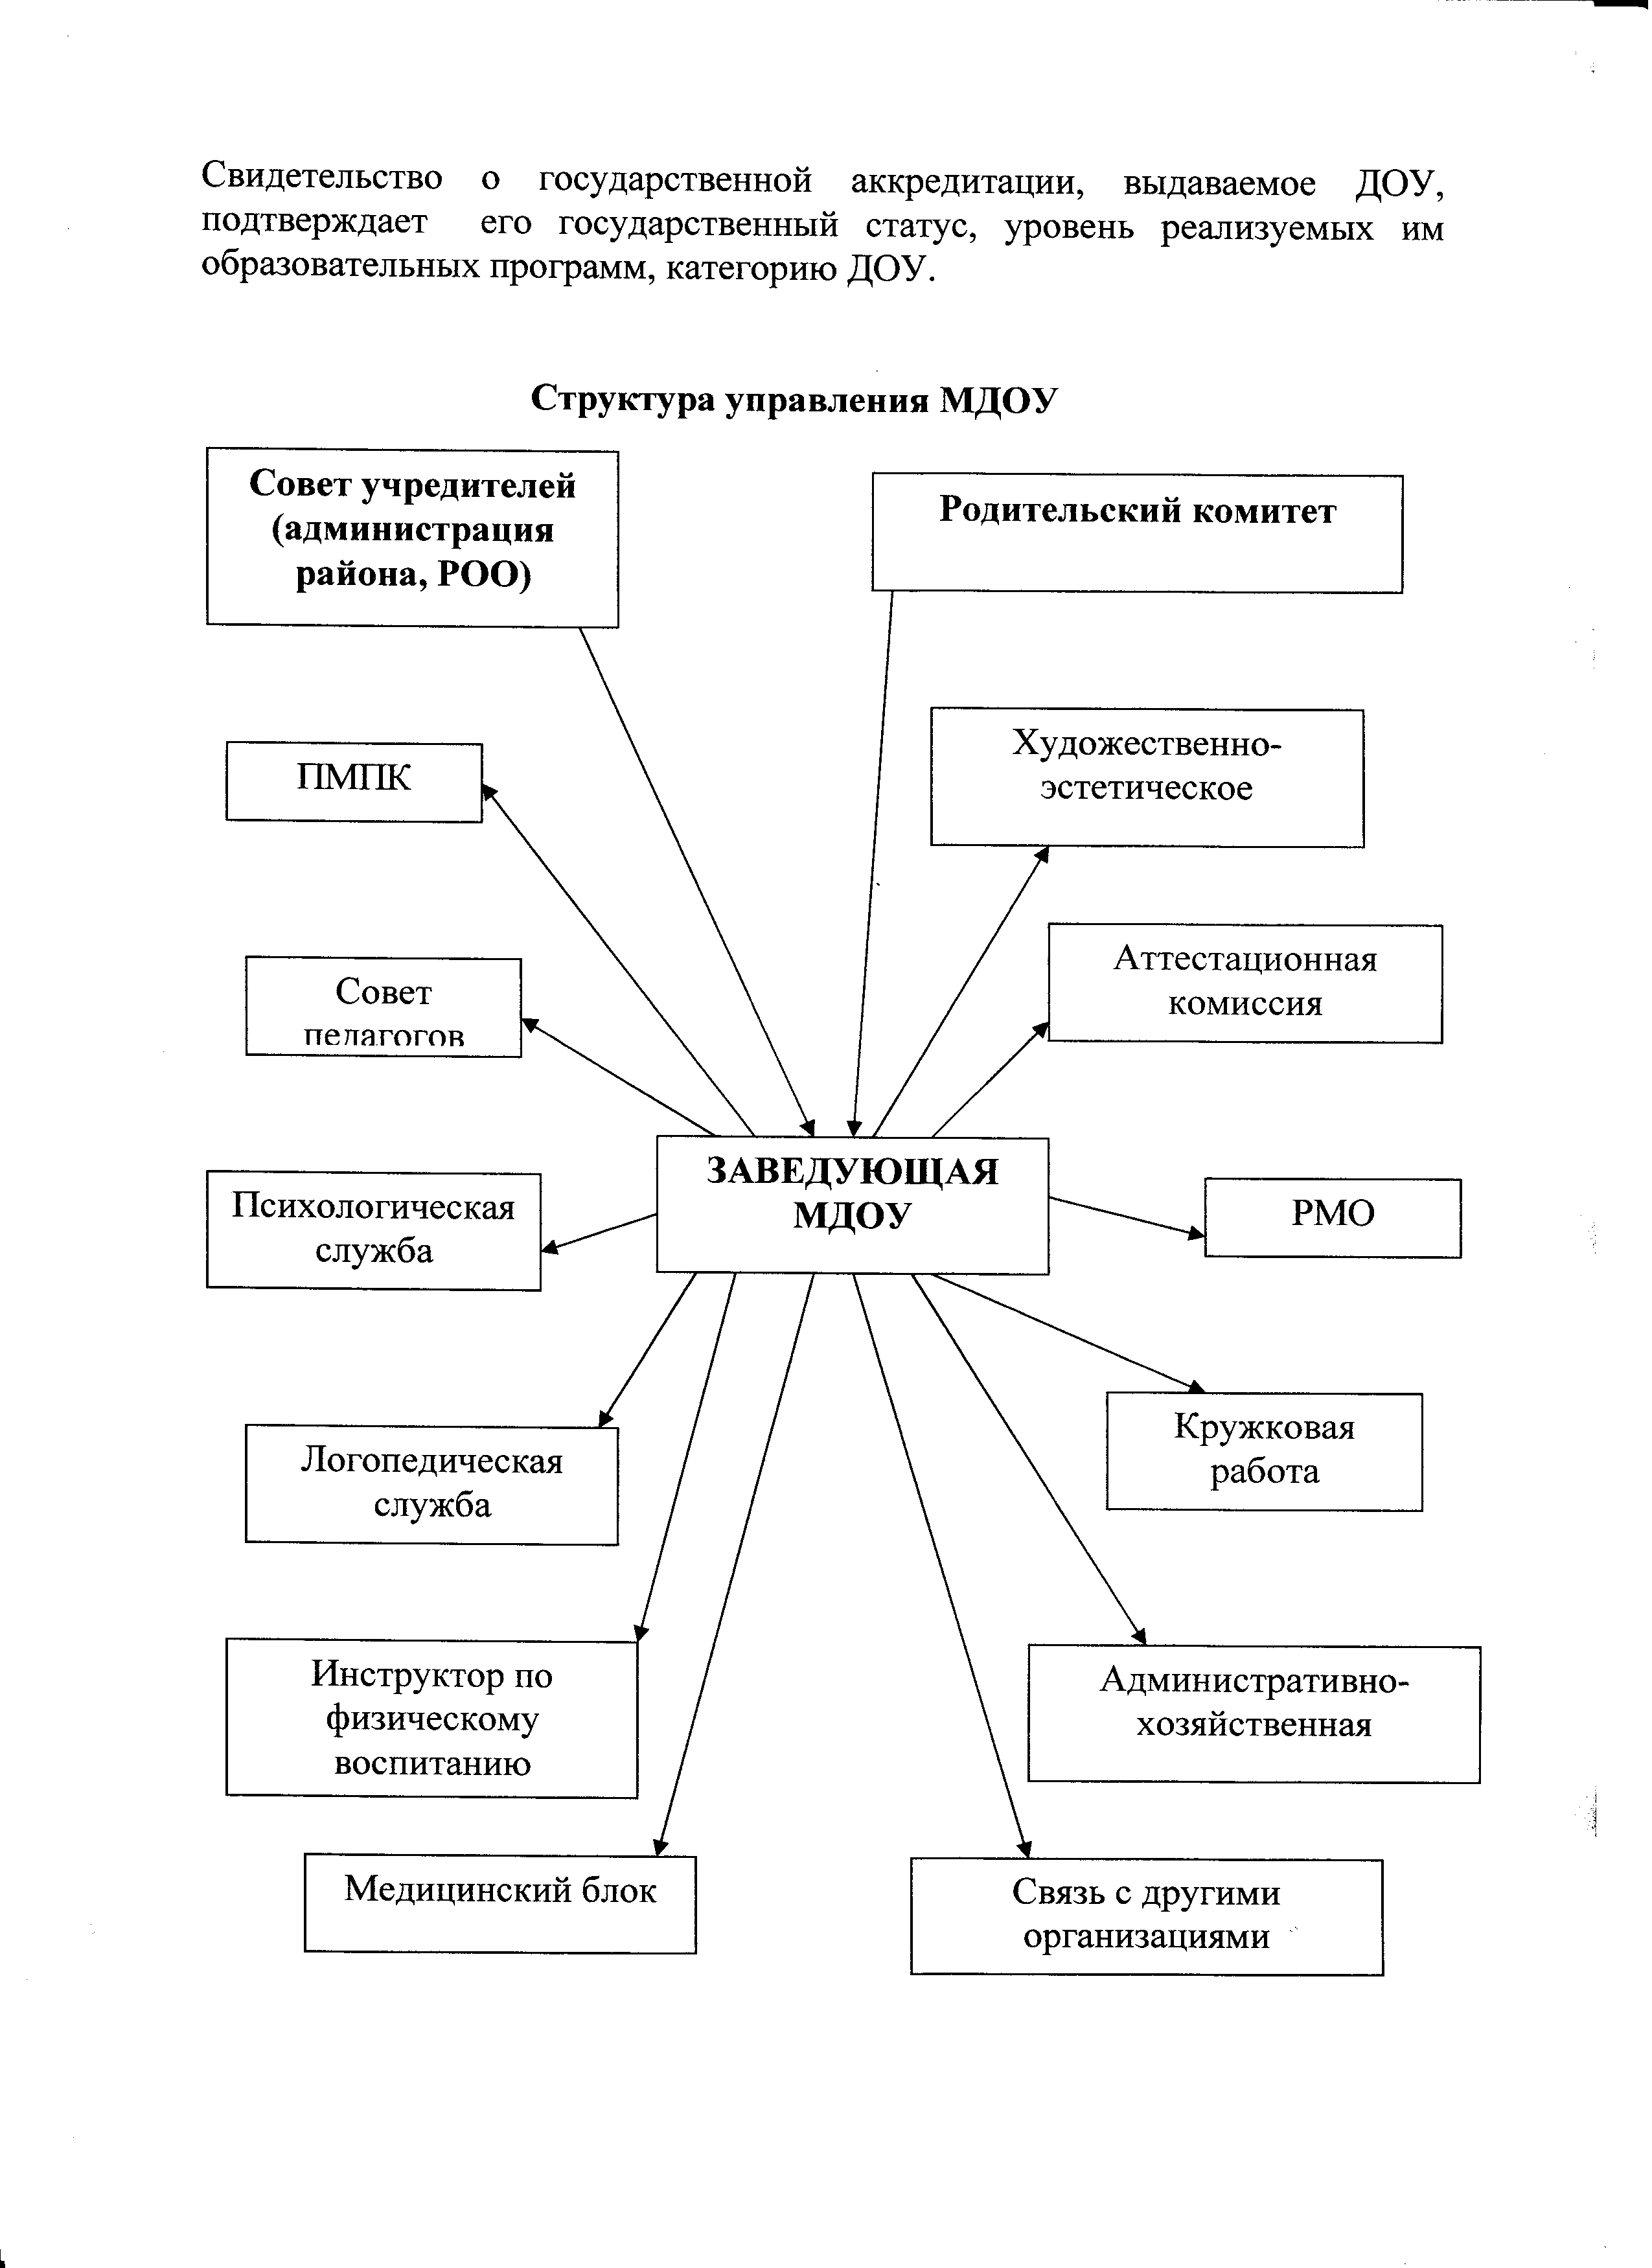 Свидетельство о государственной аккредитации, выдаваемое ДОУ,
подтверждает его государственный статус, уровень реализуемых им
образовательных программ, категорию ДОУ.
Структура управления МДОУ
Совет учредителей
(администрация
района, РОО)
Родительский комитет
ПМПК
Художественно-
эстетическое
Совет
педагогов
Аттестационная
комиссия
ЗАВЕДУЮЩАЯ
МДОУ
Психологическая
служба
РМО
Логопедическая
служба
Кружковая
работа
Инструктор по
физическому
воспитанию
Административно-
хозяйственная
Медицинский блок
Связь с другими
организациями